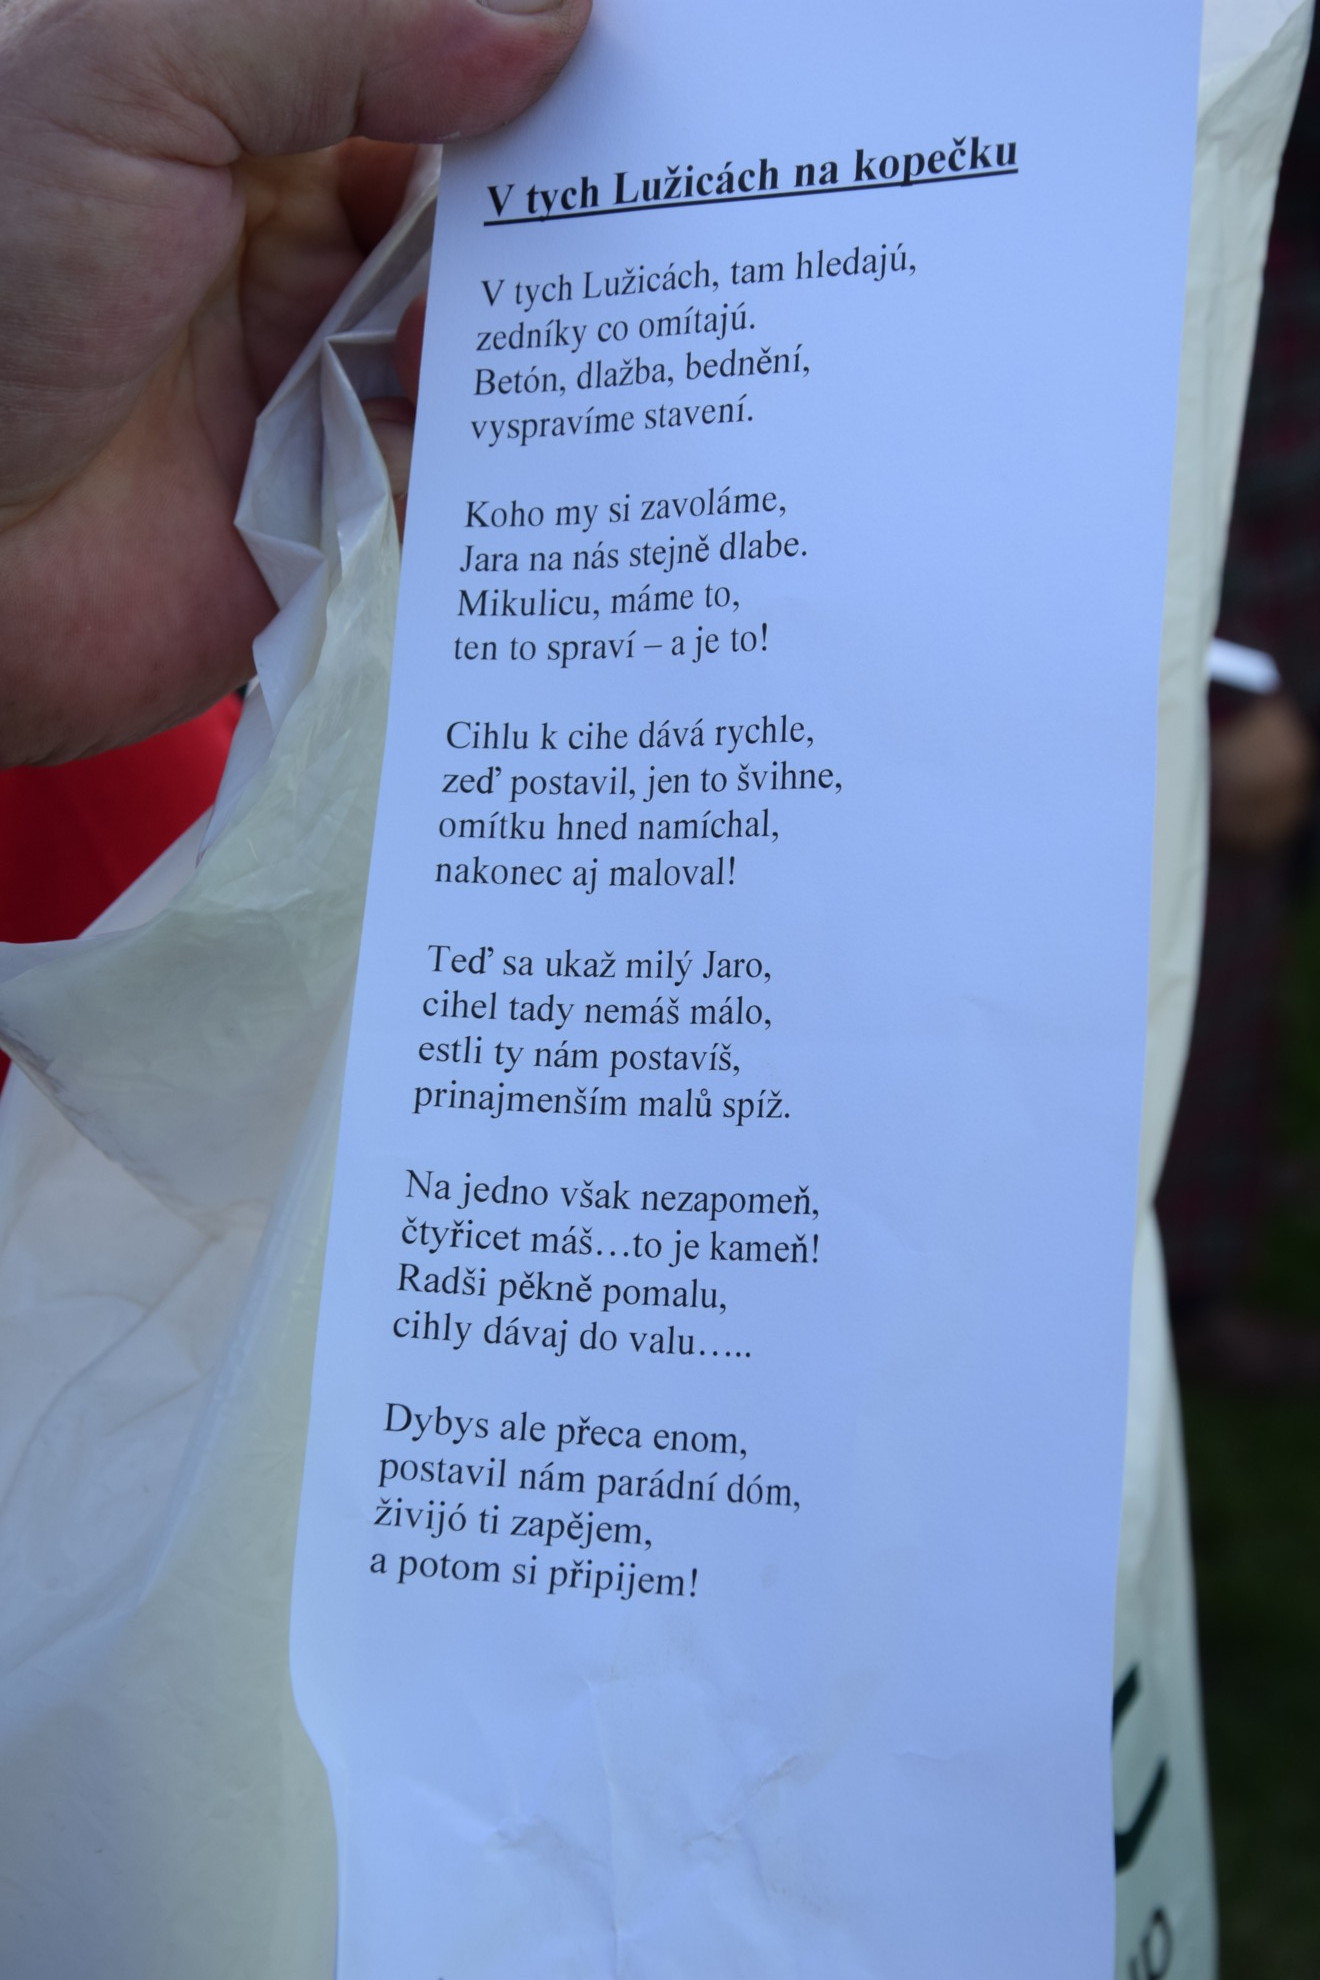 V tych Lužicách na kopečku
V tych Lužicách, tam hledajú,
zedníky co omítajú.
Betón, dlažba, bednění,
vyspravíme stavení.
Koho my si zavoláme,
Jara na nás stejně dlabe.
Mikulicu, máme to,
ten to spraví – a je to!
Cihlu k cihe dává rychle,
zeď postavil, jen to švihne,
omítku hned namíchal,
nakonec aj maloval!
Teď sa ukaž milý Jaro,
cihel tady nemáš málo,
estli ty nám postavíš,
prinajmenším malů spíž.
Na jedno však nezapomeň,
čtyřicet máš…to je kameň!
Radši pěkně pomalu,
cihly dávaj do valu…..
Dybys ale přeca enom,
postavil nám parádní dóm,
živijó ti zapějem,
a potom si připijem!
up